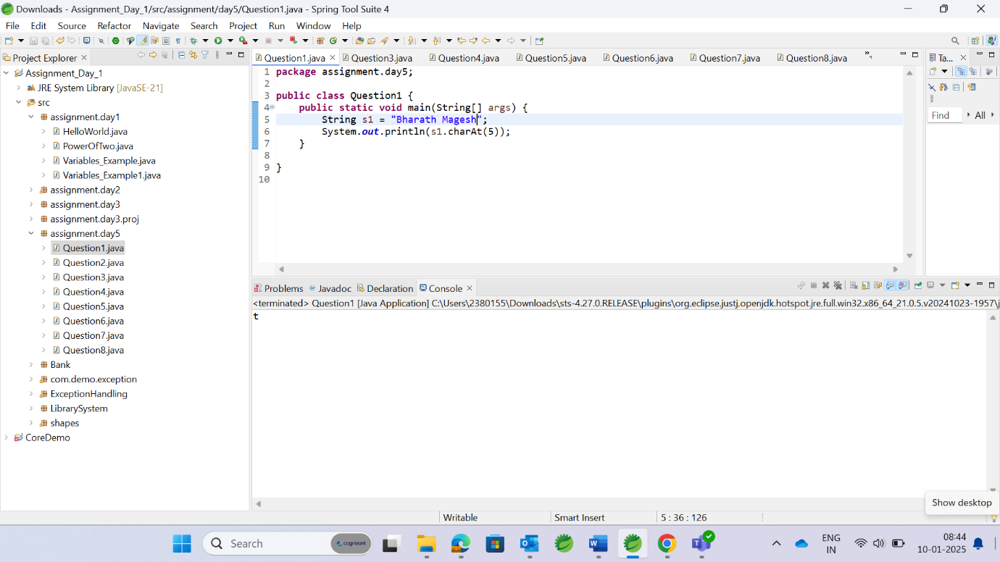 Downloads - Assignment_Day_1/src/assignment/day5/Question1.java - Spring Tool Suite 4
File Edit Source Refactor Navigate Search Project Run Window Help
Project Explorer
Assignment_Day_1
JRE System Library [JavaSE-21]
src
assignment.day1
HelloWorld.java
PowerOfTwo.java
Variables_Example.java
Variables_Example1.java
assignment.day2
assignment.day3
assignment.day3.proj
assignment.day5
Question1.java
Question2.java
Question3.java
Question4.java
Question5.java
Question6.java
Question7.java
Question8.java
Bank
com.demo.exception
ExceptionHandling
LibrarySystem
shapes
CoreDemo
Question1.java Question3.java Question4.java Question5.java Question6.java Question7.java Question8.java
1 package assignment.day5;
2
3 public class Question1 {
4 public static void main(String[] args) {
5 String s1 = "Bharath Magesh";
6 System.out.println(s1.charAt(5));
7 }
8
9 }
10
Ta...
Find All
Problems Javadoc Declaration Console
<terminated> Question1 [Java Application] C:\Users\2380155\Downloads\sts-4.27.0.RELEASE\plugins\org.eclipse.justj.openjdk.hotspot.jre.full.win32.x86_64_21.0.5.v20241023-1957\j
t
Show desktop
Writable Smart Insert 5 : 36 : 126
Search cognizant
ENG
IN
08:44
10-01-2025